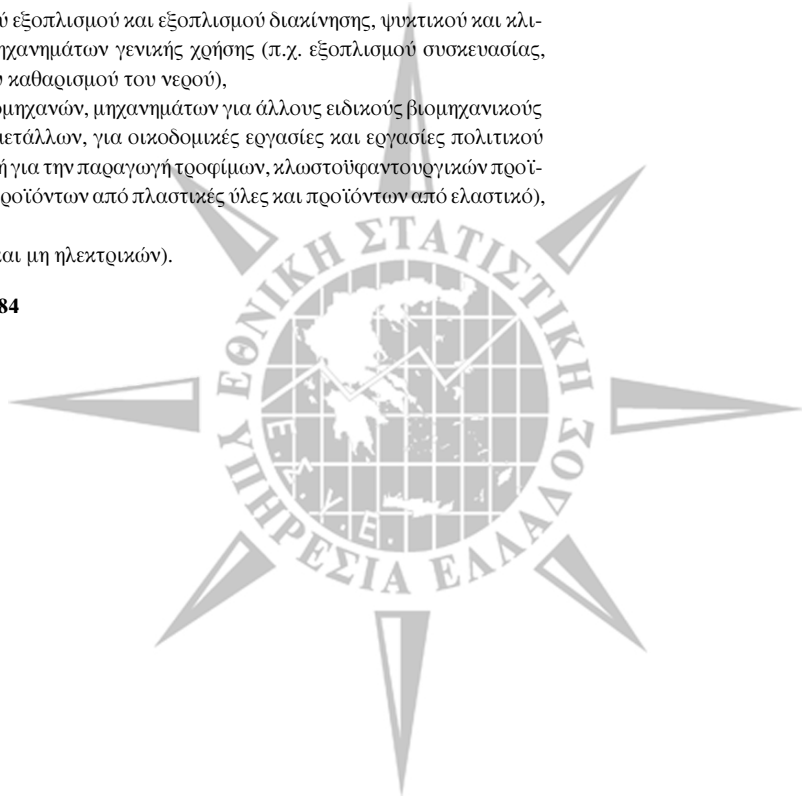 ύ εξοπλισμού και εξοπλισμού διακίνησης, ψυκτικού και κλι-
ηχανημάτων γενικής χρήσης (π.χ. εξοπλισμού συσκευασίας,
υ καθαρισμού του νερού),
ομηχανών, μηχανημάτων για άλλους ειδικούς βιομηχανικούς
μετάλλων, για οικοδομικές εργασίες και εργασίες πολιτικού
ή για την παραγωγή τροφίμων, κλωστοϋφαντουργικών προϊ-
ροϊόντων από πλαστικές ύλες και προϊόντων από ελαστικό),
και μη ηλεκτρικών).
84
ΕΘΝΙΚΗ ΣΤΑΤΙΣΤΙΚΗ
ΥΠΗΡΕΣΙΑ ΕΛΛΑΔΟΣ
Ε.Σ.Υ.Ε.